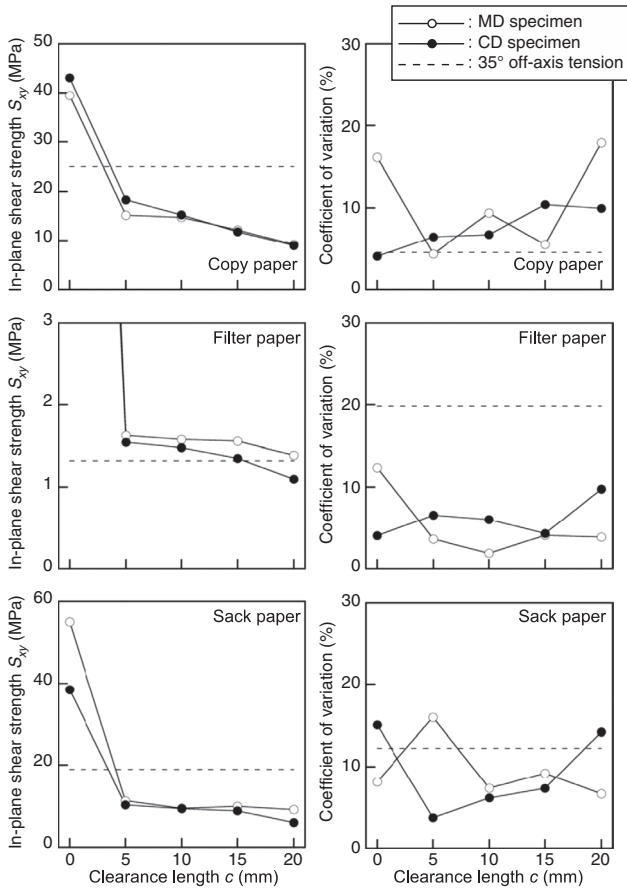 : MD specimen
: CD specimen
: 35° off-axis tension
In-plane shear strength Sxy (MPa)
50
40
30
20
10
0
Copy paper
Coefficient of variation (%)
30
20
10
0
Copy paper
In-plane shear strength Sxy (MPa)
3
2
1
0
Filter paper
Coefficient of variation (%)
30
20
10
0
Filter paper
In-plane shear strength Sxy (MPa)
60
40
20
0
Sack paper
0 5 10 15 20
Clearance length c (mm)
Coefficient of variation (%)
30
20
10
0
Sack paper
0 5 10 15 20
Clearance length c (mm)